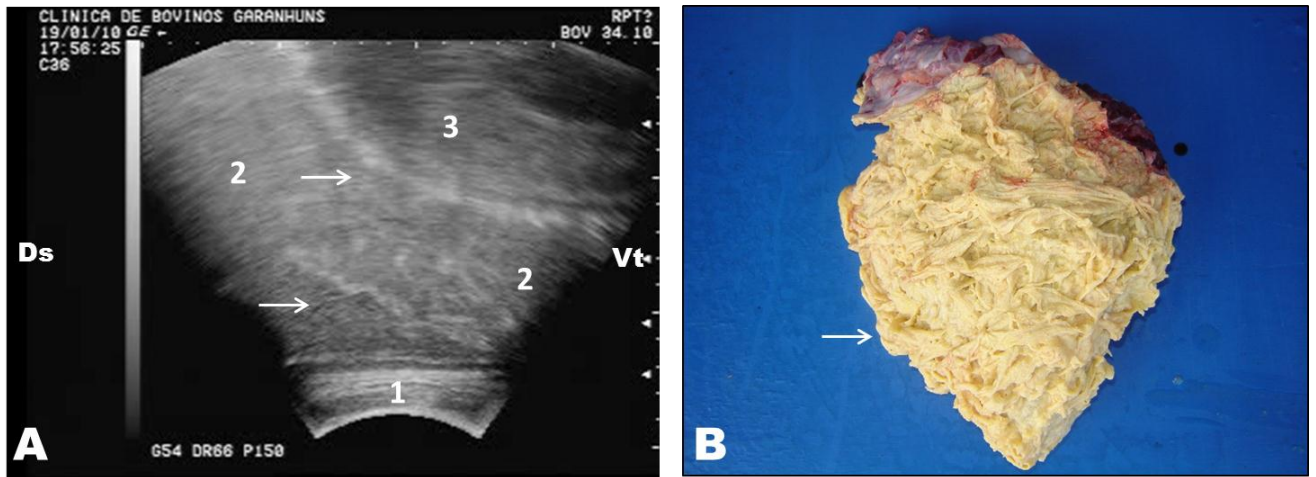 CLINICA DE BOVINOS GARANHUNS
RPT?
19/01/10 GE ←
BOV 34.10
17:56:25
C36
3
2
Ds
Vt
2
1
G54 DR66 P150
A
B